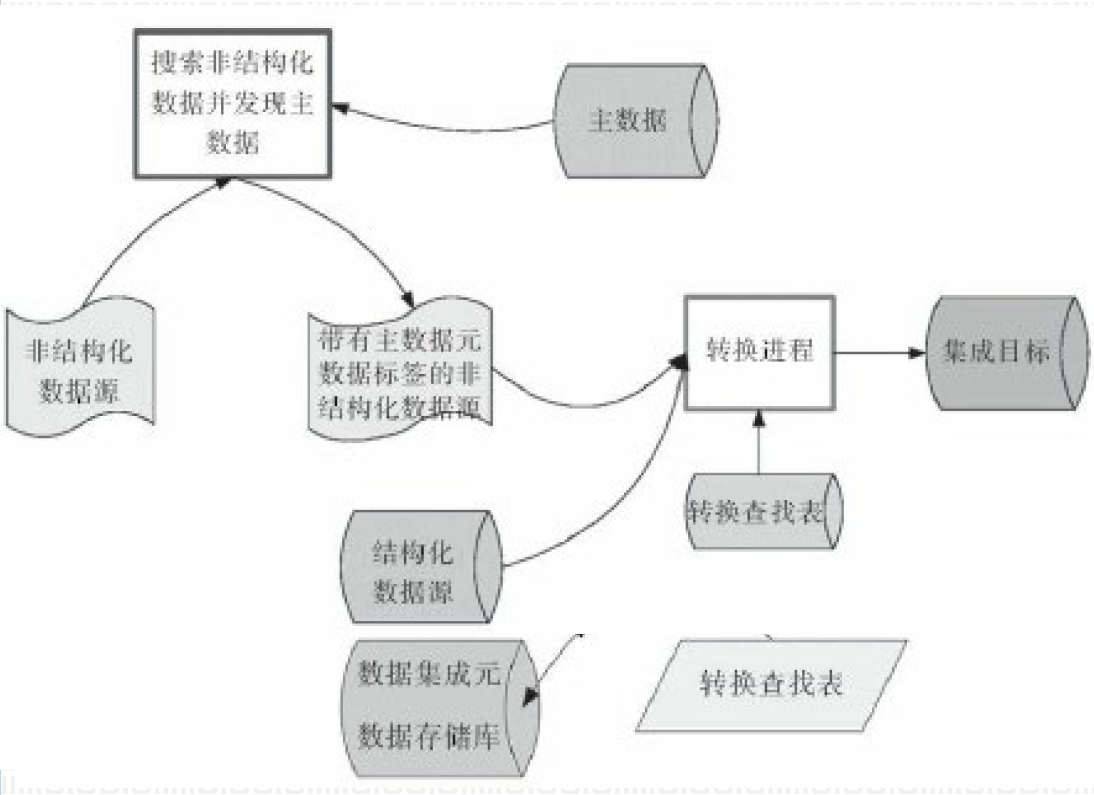 搜索非结构化
数据并发现主
数据
主数据
非结构化
数据源
带有主数据元
数据标签的非
结构化数据源
转换进程
集成目标
转换查找表
结构化
数据源
数据集成元
数据存储库
转换查找表